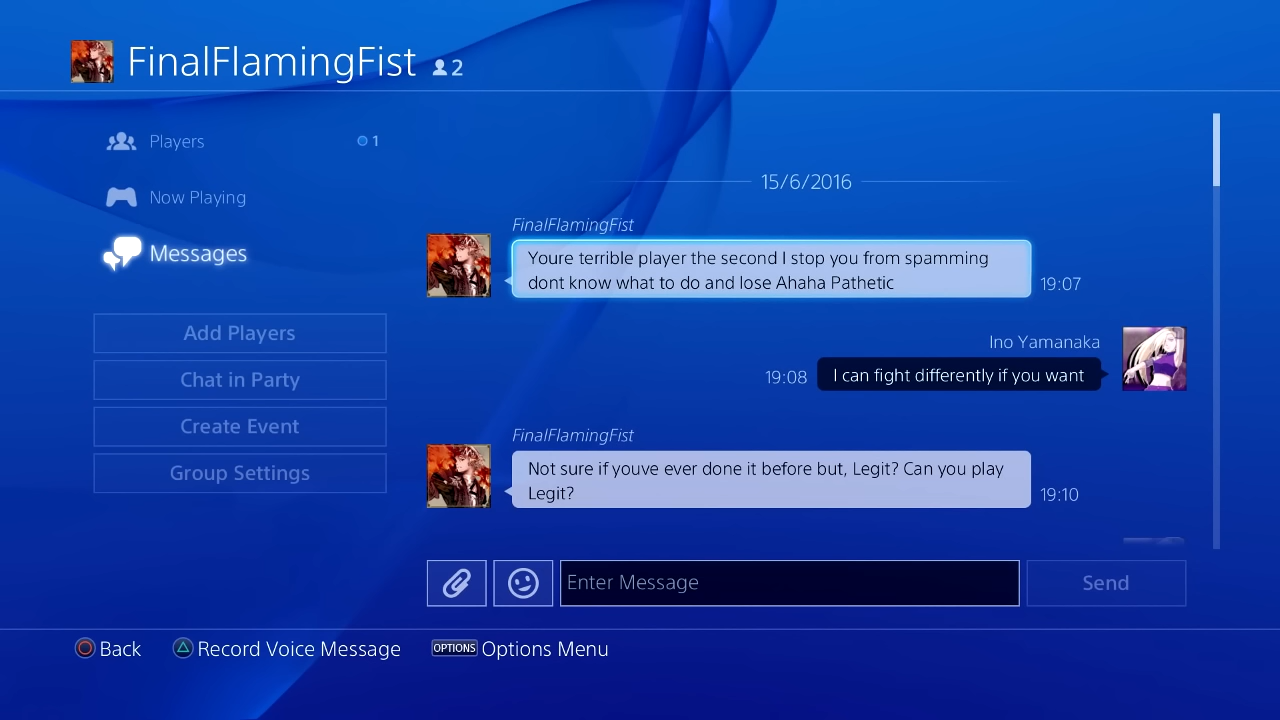 FinalFlamingFist 2
Players 1
Now Playing
Messages
Add Players
Chat in Party
Create Event
Group Settings
15/6/2016
FinalFlamingFist
Youre terrible player the second I stop you from spamming
dont know what to do and lose Ahaha Pathetic
19:07
Ino Yamanaka
19:08
I can fight differently if you want
FinalFlamingFist
Not sure if youve ever done it before but, Legit? Can you play
Legit?
19:10
Enter Message
Send
Back
Record Voice Message
OPTIONS Options Menu